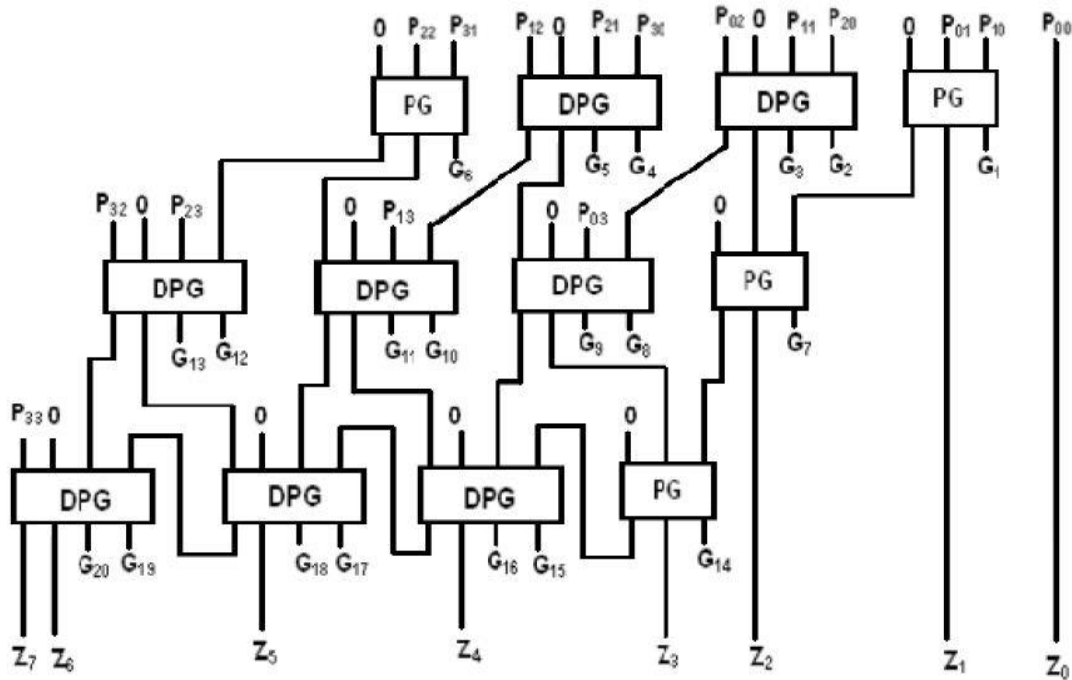 0 P22 P31 P12 0 P21 P30 P02 0 P11 P20 0 P01 P10 P00
PG DPG DPG PG
G6 G5 G4 G3 G2 G1
P32 0 P23 0 P13 0 P03 0
DPG DPG DPG PG
G13 G12 G11 G10 G9 G8 G7
P33 0 0 0 0
DPG DPG DPG PG
G20 G19 G18 G17 G16 G15 G14
Z7 Z6 Z5 Z4 Z3 Z2 Z1 Z0